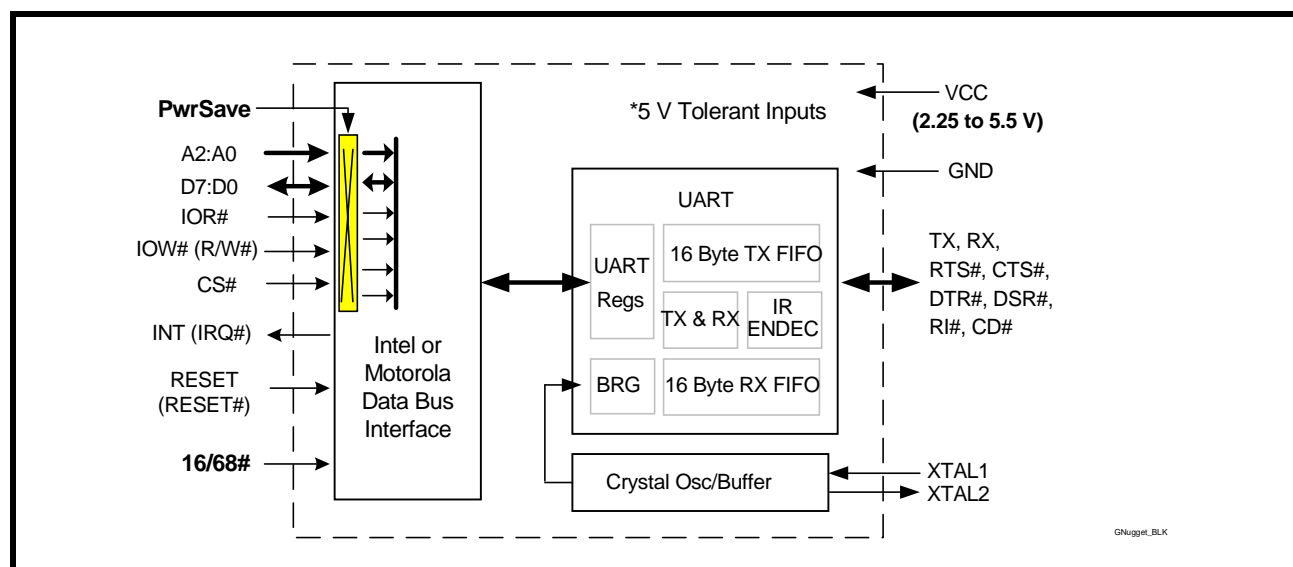 PwrSave
A2:A0
D7:D0
IOR#
IOW# (R/W#)
CS#
INT (IRQ#)
RESET
(RESET#)
16/68#
Intel or
Motorola
Data Bus
Interface
*5 V Tolerant Inputs
UART
UART
Regs
16 Byte TX FIFO
TX & RX
IR
ENDEC
BRG
16 Byte RX FIFO
Crystal Osc/Buffer
VCC
(2.25 to 5.5 V)
GND
TX, RX,
RTS#, CTS#,
DTR#, DSR#,
RI#, CD#
XTAL1
XTAL2
GNugget_BLK